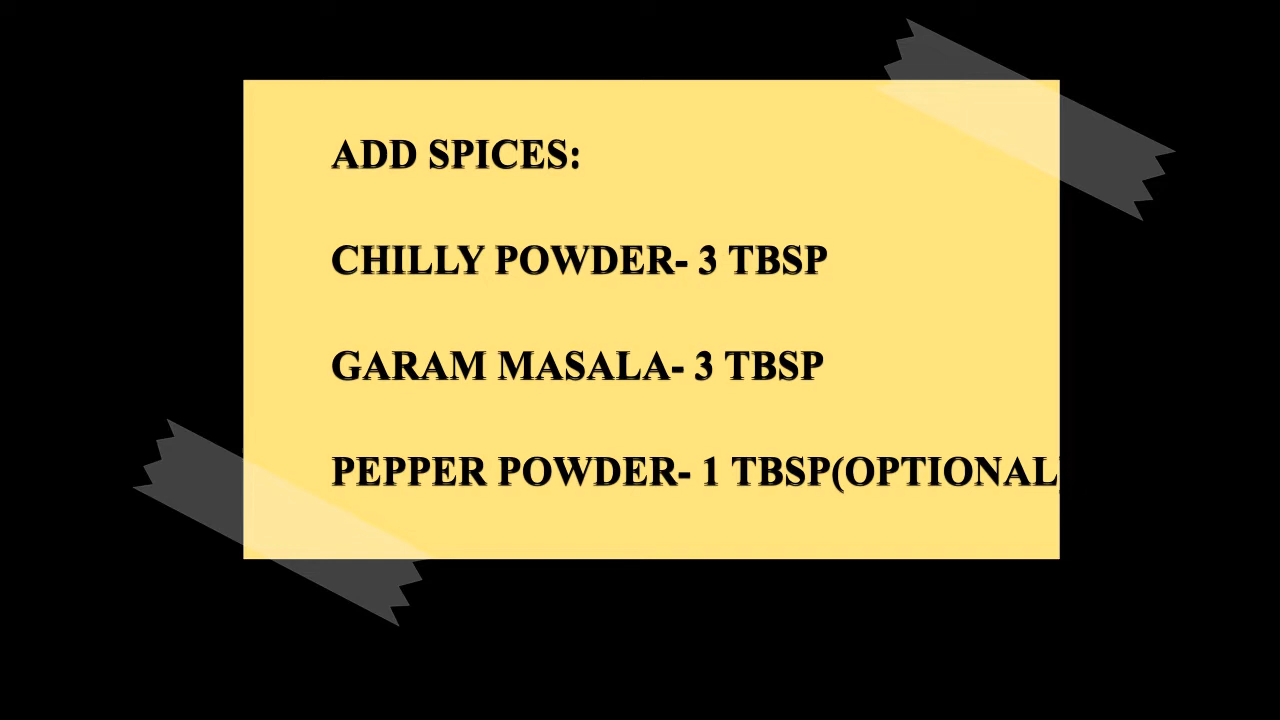 ADD SPICES:
CHILLY POWDER- 3 TBSP
GARAM MASALA- 3 TBSP
PEPPER POWDER- 1 TBSP(OPTIONAL)